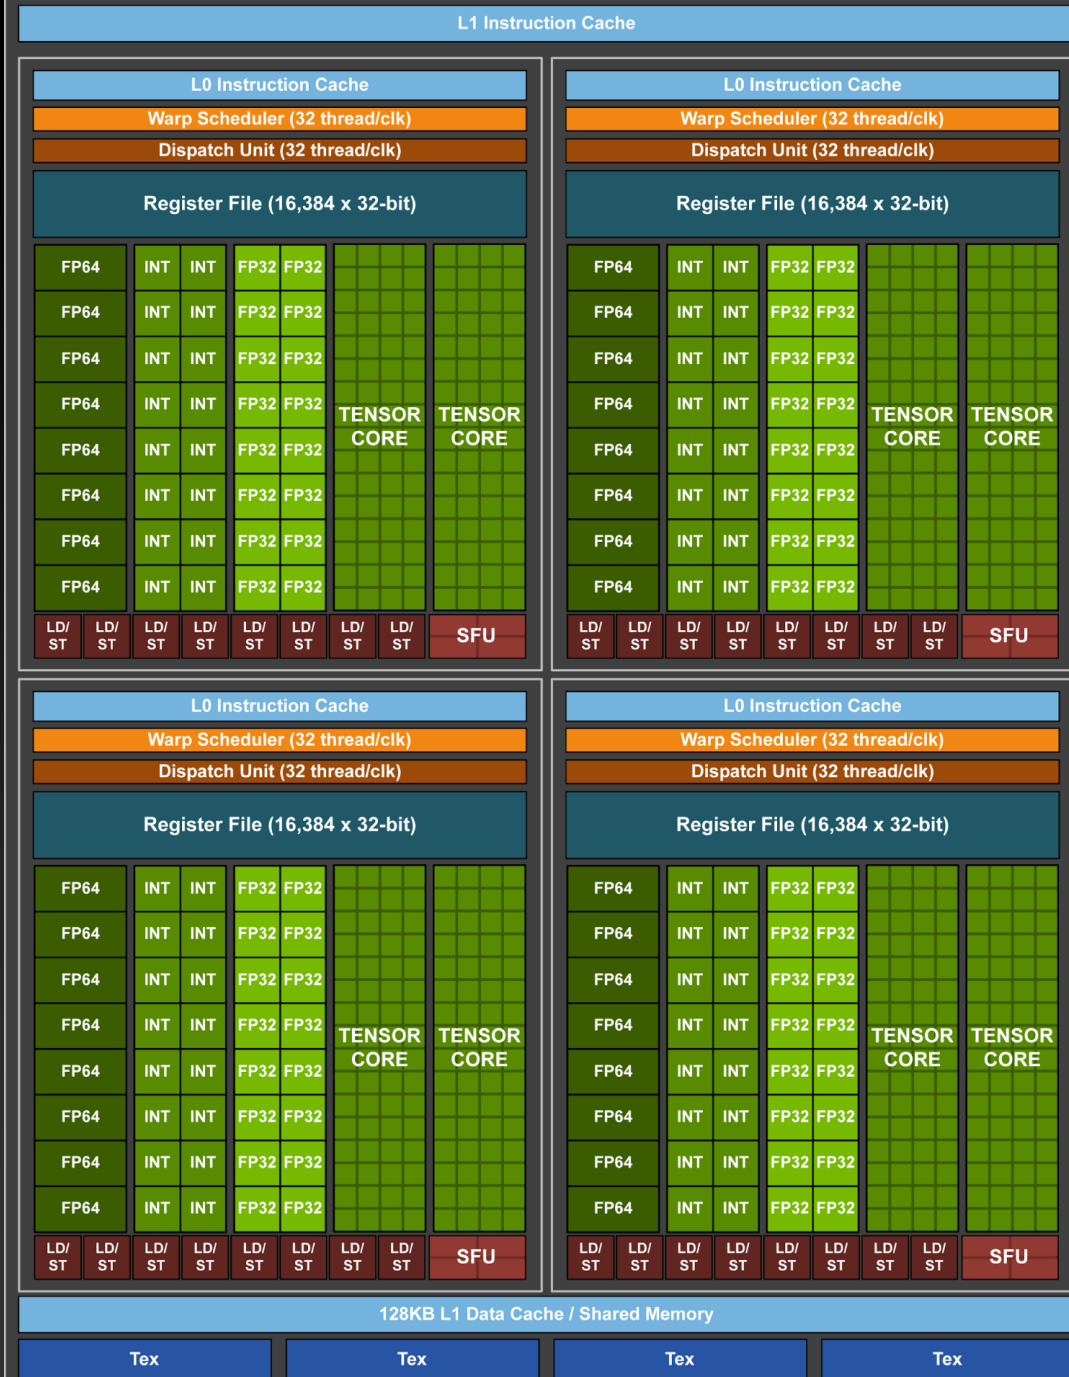 L1 Instruction Cache
L0 Instruction Cache
Warp Scheduler (32 thread/clk)
Dispatch Unit (32 thread/clk)
Register File (16,384 x 32-bit)
FP64 INT INT FP32 FP32
FP64 INT INT FP32 FP32
FP64 INT INT FP32 FP32
FP64 INT INT FP32 FP32
FP64 INT INT FP32 FP32
FP64 INT INT FP32 FP32
FP64 INT INT FP32 FP32
FP64 INT INT FP32 FP32
TENSOR TENSOR
CORE CORE
LD/ LD/ LD/ LD/ LD/ LD/ LD/ LD/
ST ST ST ST ST ST ST ST
SFU
L0 Instruction Cache
Warp Scheduler (32 thread/clk)
Dispatch Unit (32 thread/clk)
Register File (16,384 x 32-bit)
FP64 INT INT FP32 FP32
FP64 INT INT FP32 FP32
FP64 INT INT FP32 FP32
FP64 INT INT FP32 FP32
FP64 INT INT FP32 FP32
FP64 INT INT FP32 FP32
FP64 INT INT FP32 FP32
FP64 INT INT FP32 FP32
TENSOR TENSOR
CORE CORE
LD/ LD/ LD/ LD/ LD/ LD/ LD/ LD/
ST ST ST ST ST ST ST ST
SFU
L0 Instruction Cache
Warp Scheduler (32 thread/clk)
Dispatch Unit (32 thread/clk)
Register File (16,384 x 32-bit)
FP64 INT INT FP32 FP32
FP64 INT INT FP32 FP32
FP64 INT INT FP32 FP32
FP64 INT INT FP32 FP32
FP64 INT INT FP32 FP32
FP64 INT INT FP32 FP32
FP64 INT INT FP32 FP32
FP64 INT INT FP32 FP32
TENSOR TENSOR
CORE CORE
LD/ LD/ LD/ LD/ LD/ LD/ LD/ LD/
ST ST ST ST ST ST ST ST
SFU
L0 Instruction Cache
Warp Scheduler (32 thread/clk)
Dispatch Unit (32 thread/clk)
Register File (16,384 x 32-bit)
FP64 INT INT FP32 FP32
FP64 INT INT FP32 FP32
FP64 INT INT FP32 FP32
FP64 INT INT FP32 FP32
FP64 INT INT FP32 FP32
FP64 INT INT FP32 FP32
FP64 INT INT FP32 FP32
FP64 INT INT FP32 FP32
TENSOR TENSOR
CORE CORE
LD/ LD/ LD/ LD/ LD/ LD/ LD/ LD/
ST ST ST ST ST ST ST ST
SFU
128KB L1 Data Cache / Shared Memory
Tex Tex Tex Tex